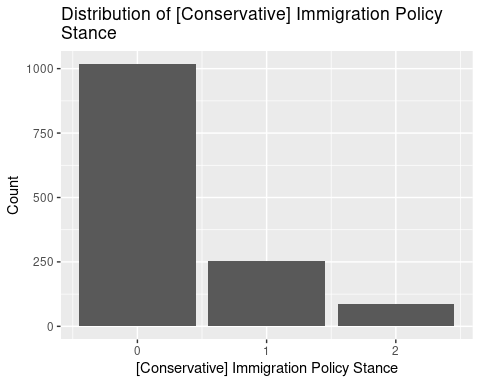 Distribution of [Conservative] Immigration Policy
Stance
1000
750
500
250
0
Count
0 1 2
[Conservative] Immigration Policy Stance